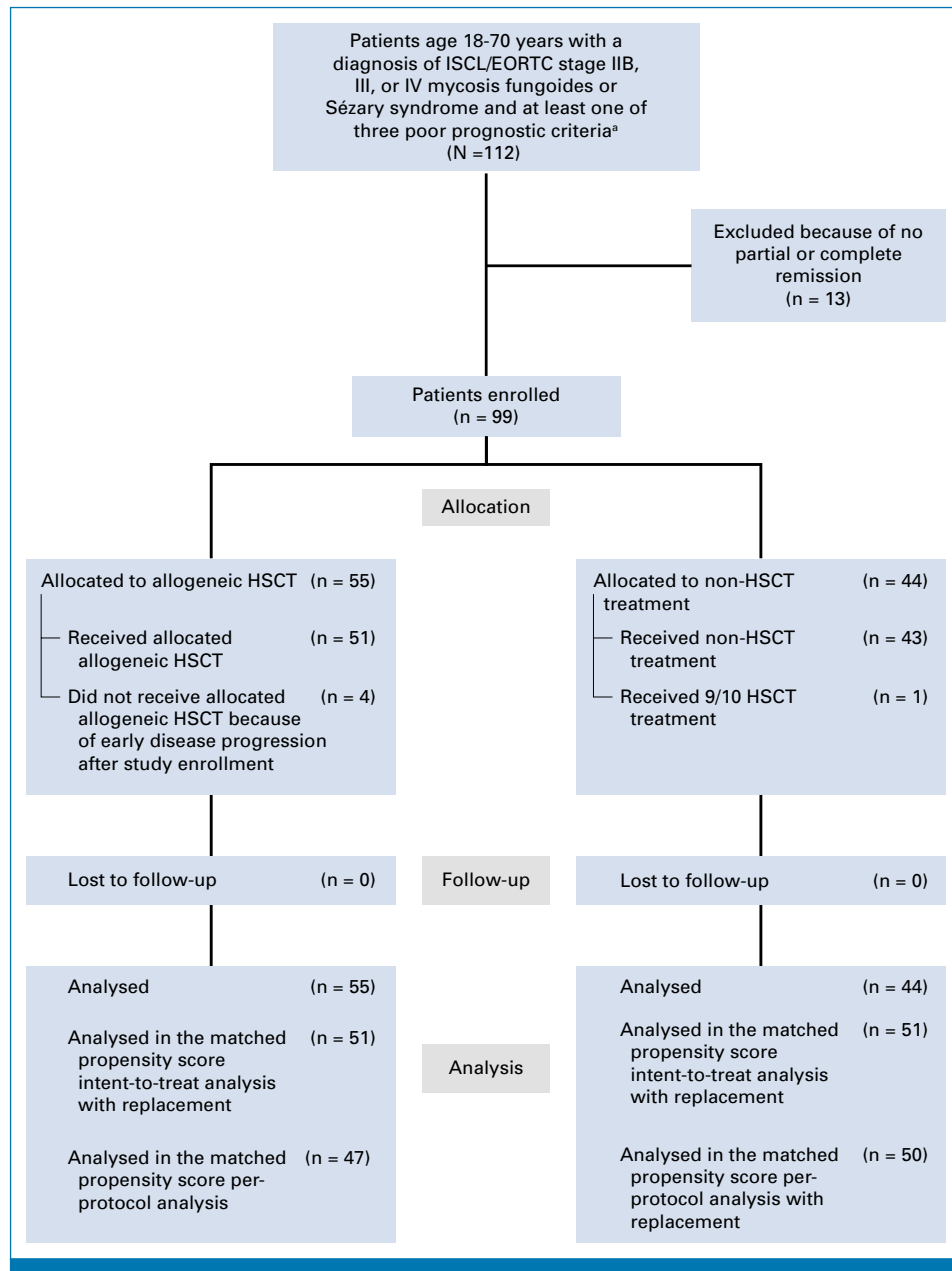 Patients age 18-70 years with a
diagnosis of ISCL/EORTC stage IIB,
III, or IV mycosis fungoides or
Sézary syndrome and at least one of
three poor prognostic criteriaᵃ
(N =112)
Excluded because of no
partial or complete
remission
(n = 13)
Patients enrolled
(n = 99)
Allocation
Allocated to allogeneic HSCT (n = 55)
Received allocated (n = 51)
allogeneic HSCT
Did not receive allocated (n = 4)
allogeneic HSCT because
of early disease progression
after study enrollment
Allocated to non-HSCT (n = 44)
treatment
Received non-HSCT (n = 43)
treatment
Received 9/10 HSCT (n = 1)
treatment
Lost to follow-up (n = 0)
Follow-up
Lost to follow-up (n = 0)
Analysed (n = 55)
Analysed in the matched (n = 51)
propensity score
intent-to-treat analysis
with replacement
Analysed in the matched (n = 47)
propensity score per-
protocol analysis
Analysis
Analysed (n = 44)
Analysed in the matched (n = 51)
propensity score
intent-to-treat analysis
with replacement
Analysed in the matched (n = 50)
propensity score per-
protocol analysis with
replacement